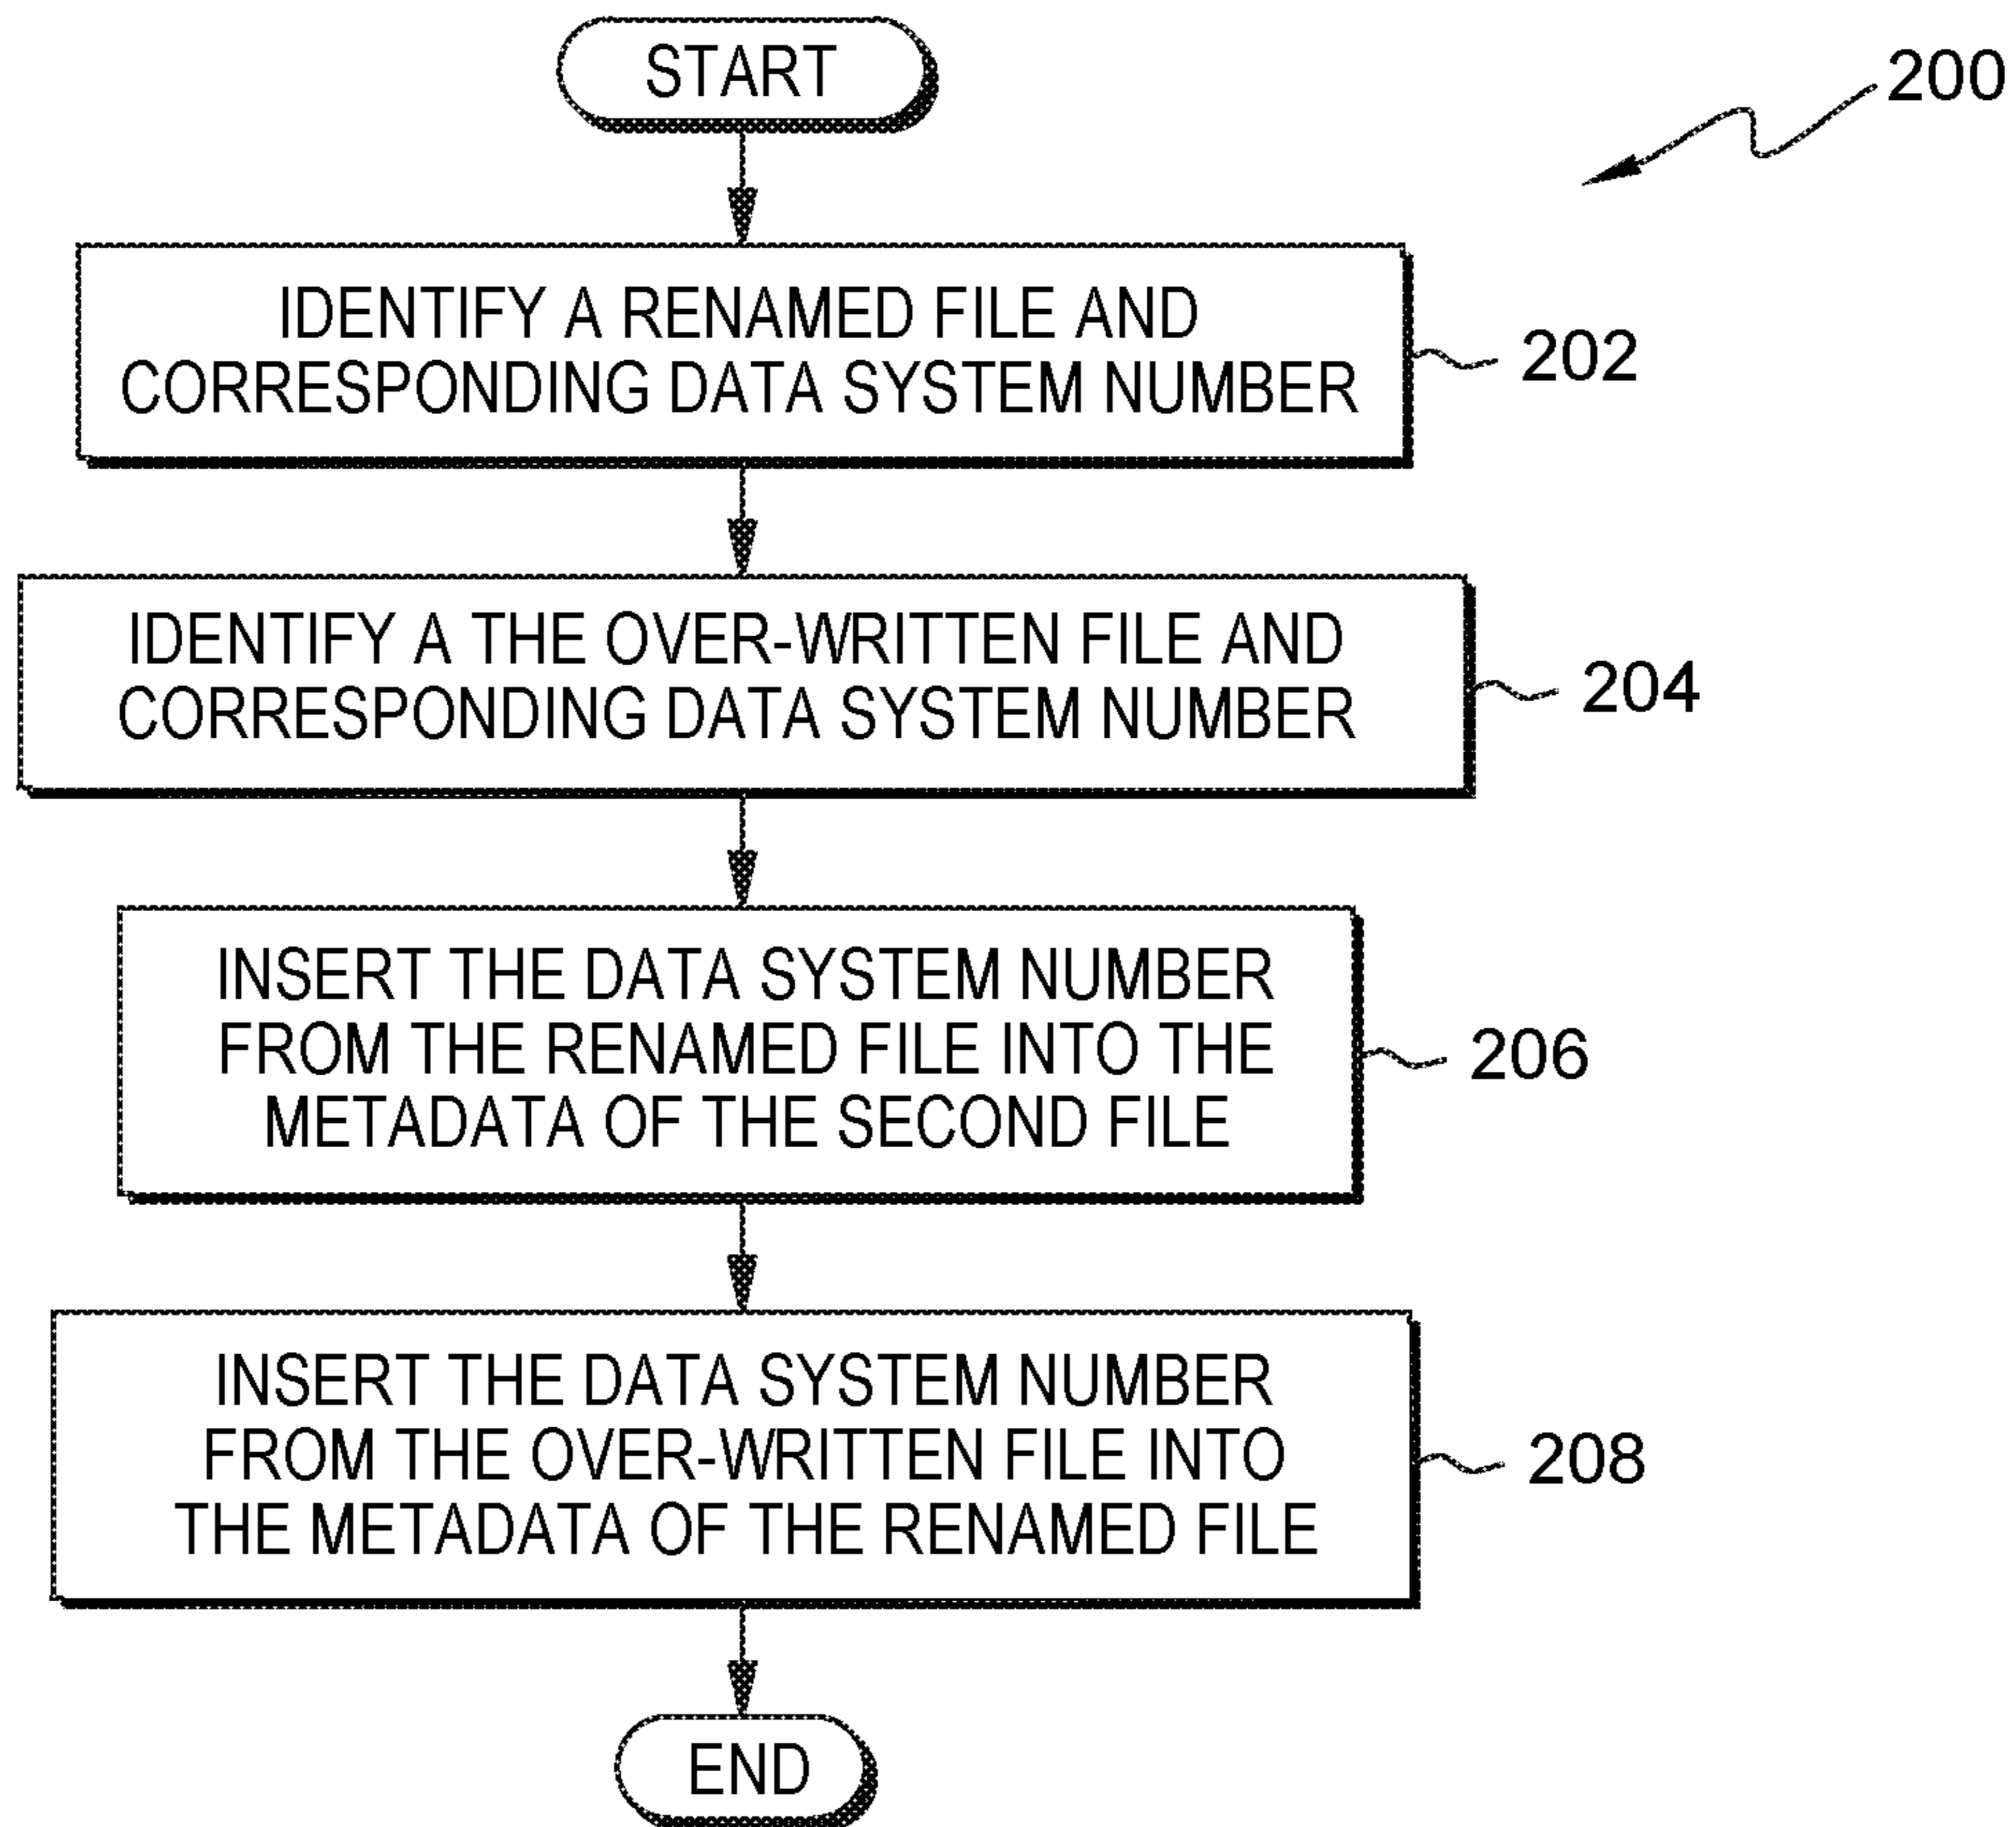 START
200
IDENTIFY A RENAMED FILE AND
CORRESPONDING DATA SYSTEM NUMBER
202
IDENTIFY A THE OVER-WRITTEN FILE AND
CORRESPONDING DATA SYSTEM NUMBER
204
INSERT THE DATA SYSTEM NUMBER
FROM THE RENAMED FILE INTO THE
METADATA OF THE SECOND FILE
206
INSERT THE DATA SYSTEM NUMBER
FROM THE OVER-WRITTEN FILE INTO
THE METADATA OF THE RENAMED FILE
208
END